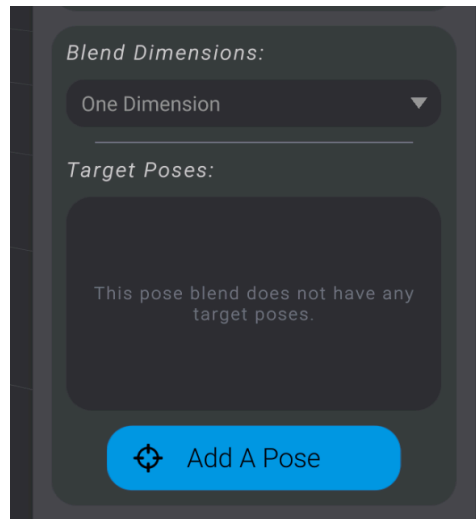 Blend Dimensions:
One Dimension
Target Poses:
This pose blend does not have any
target poses.
Add A Pose